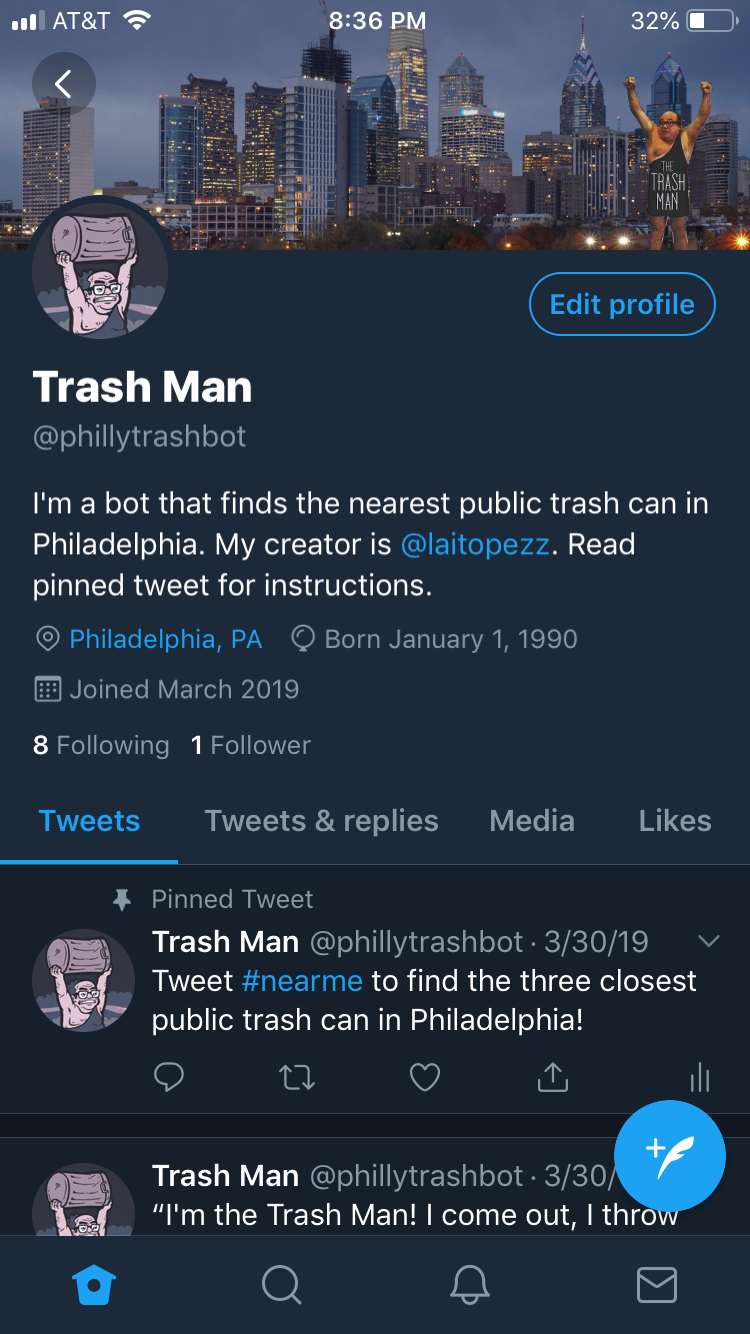 AT&T 8:36 PM 32%
THE
TRASH
MAN
Edit profile
Trash Man
@phillytrashbot
I'm a bot that finds the nearest public trash can in
Philadelphia. My creator is @laitopezz. Read
pinned tweet for instructions.
Philadelphia, PA Born January 1, 1990
Joined March 2019
8 Following 1 Follower
Tweets Tweets & replies Media Likes
Pinned Tweet
Trash Man @phillytrashbot · 3/30/19
Tweet #nearme to find the three closest
public trash can in Philadelphia!
Trash Man @phillytrashbot · 3/30/
“I'm the Trash Man! I come out, I throw